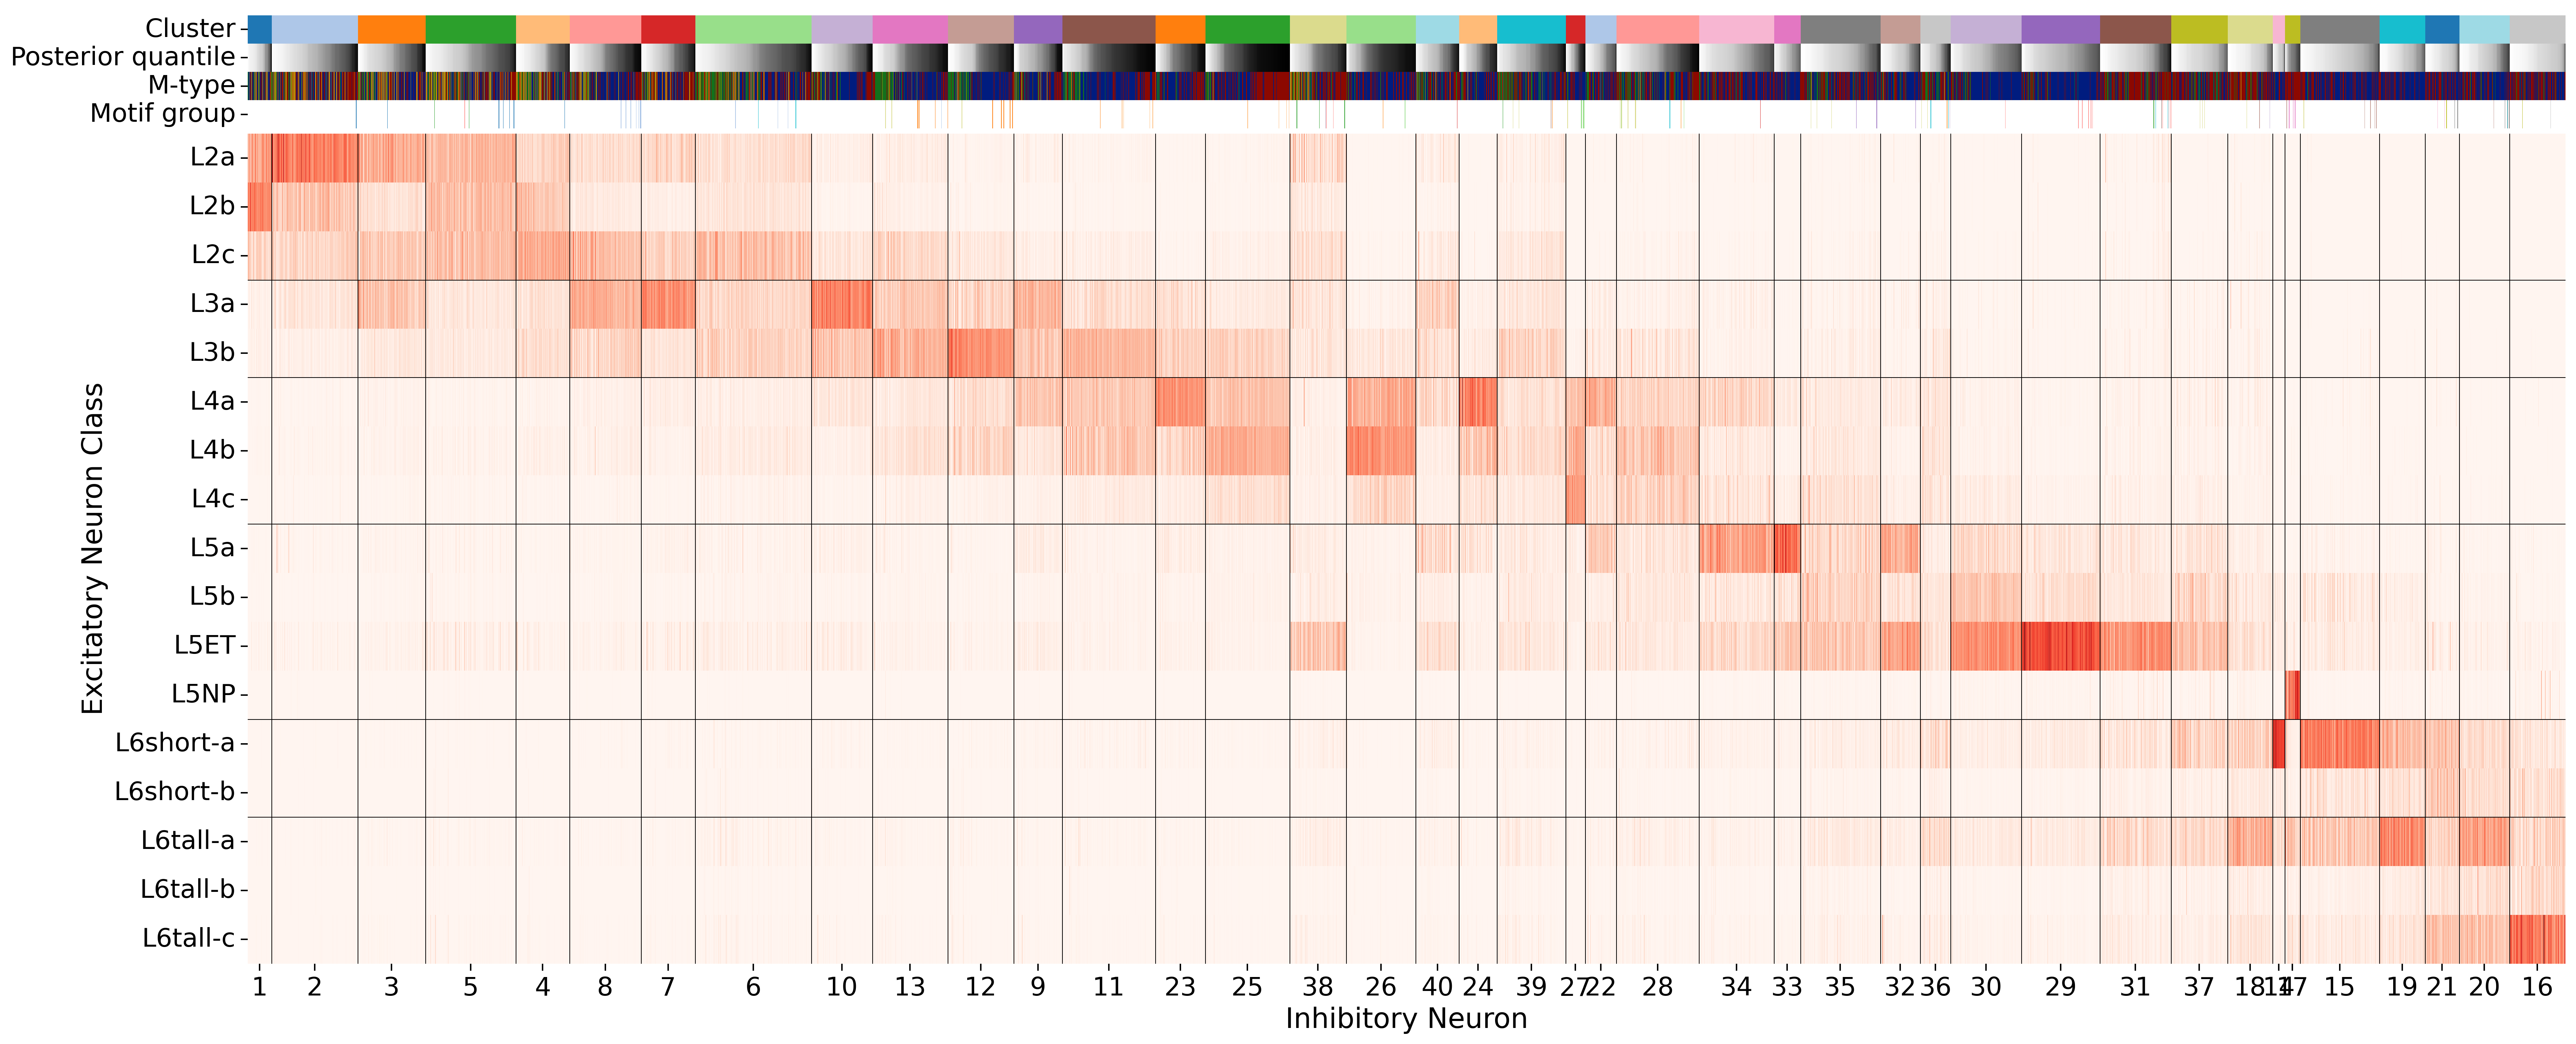 Cluster
Posterior quantile
M-type
Motif group
L2a
L2b
L2c
L3a
L3b
L4a
L4b
L4c
L5a
L5b
L5ET
L5NP
L6short-a
L6short-b
L6tall-a
L6tall-b
L6tall-c
Excitatory Neuron Class
1 2 3 5 4 8 7 6 10 13 12 9 11 23 25 38 26 40 24 39 27 22 28 34 33 35 32 36 30 29 31 37 18 14 17 15 19 21 20 16
Inhibitory Neuron